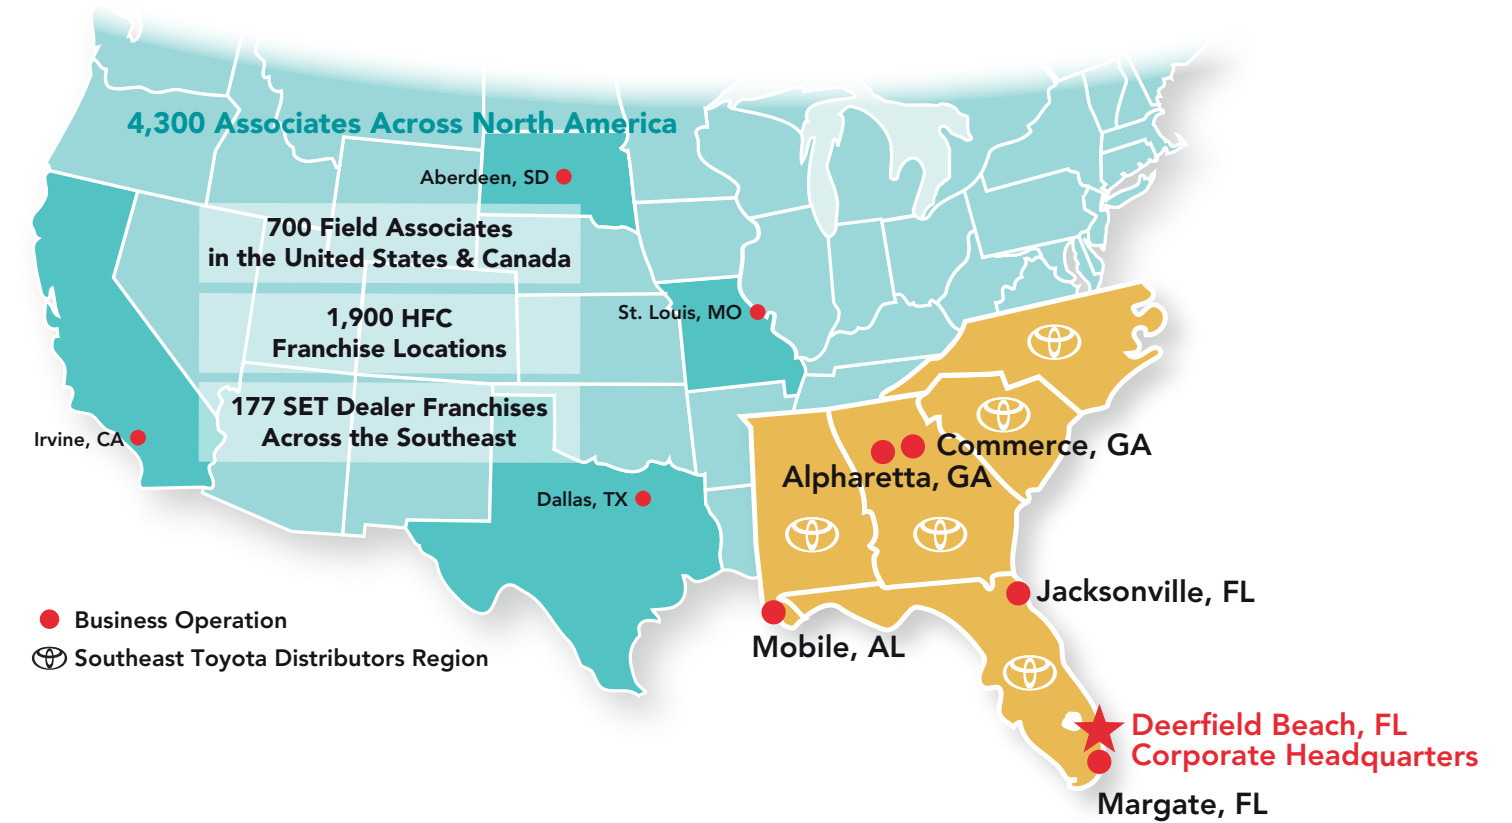 4,300 Associates Across North America
Aberdeen, SD
700 Field Associates
in the United States & Canada
1,900 HFC
Franchise Locations
St. Louis, MO
177 SET Dealer Franchises
Across the Southeast
Irvine, CA
Commerce, GA
Alpharetta, GA
Dallas, TX
Jacksonville, FL
Business Operation
Mobile, AL
Southeast Toyota Distributors Region
Deerfield Beach, FL
Corporate Headquarters
Margate, FL